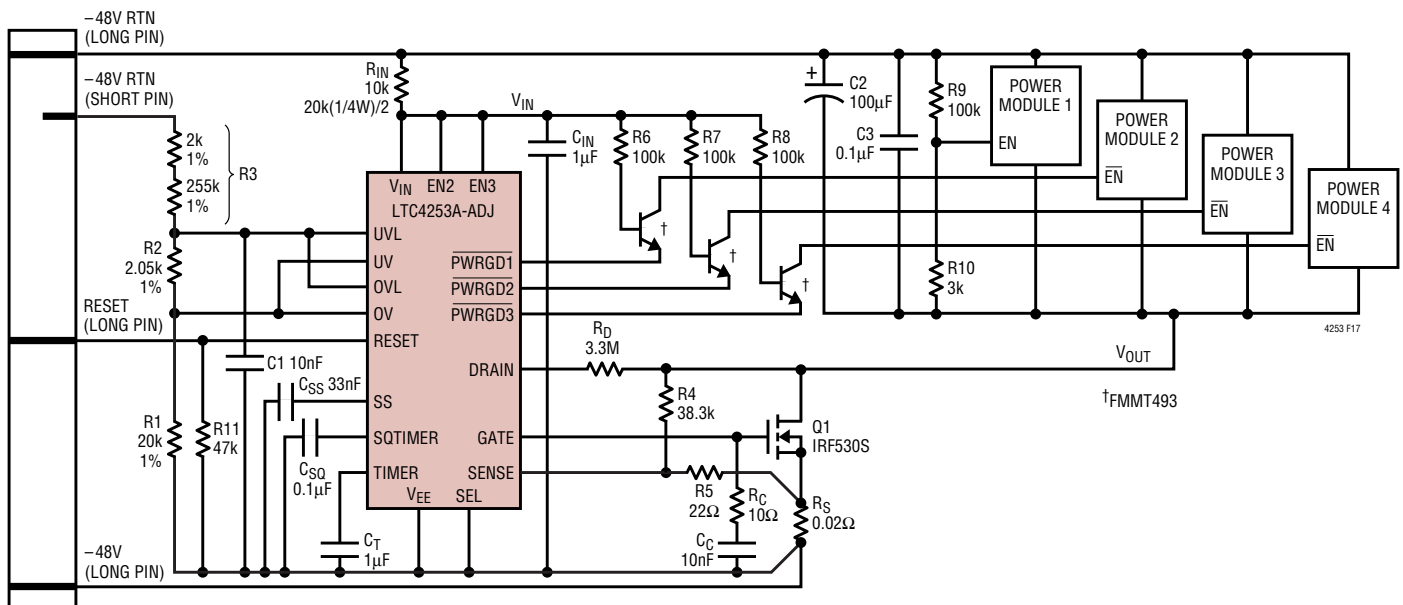 –48V RTN
(LONG PIN)
–48V RTN
(SHORT PIN)
2k
1%
255k
1%
R3
R2
2.05k
1%
RESET
(LONG PIN)
R1
20k
1%
R11
47k
C1 10nF
CSS 33nF
CSQ
0.1µF
CT
1µF
–48V
(LONG PIN)
RIN
10k
20k(1/4W)/2
VIN
CIN
1µF
R6
100k
R7
100k
R8
100k
VIN EN2 EN3
LTC4253A-ADJ
UVL
UV
OVL
OV
RESET
SS
SQTIMER
TIMER
VEE SEL
PWRGD1
PWRGD2
PWRGD3
DRAIN
GATE
SENSE
†
†
†
RD
3.3M
R4
38.3k
R5
22Ω
RC
10Ω
CC
10nF
Q1
IRF530S
RS
0.02Ω
+
C2
100µF
C3
0.1µF
R9
100k
R10
3k
POWER
MODULE 1
EN
POWER
MODULE 2
EN
POWER
MODULE 3
EN
POWER
MODULE 4
EN
VOUT
†FMMT493
4253 F17